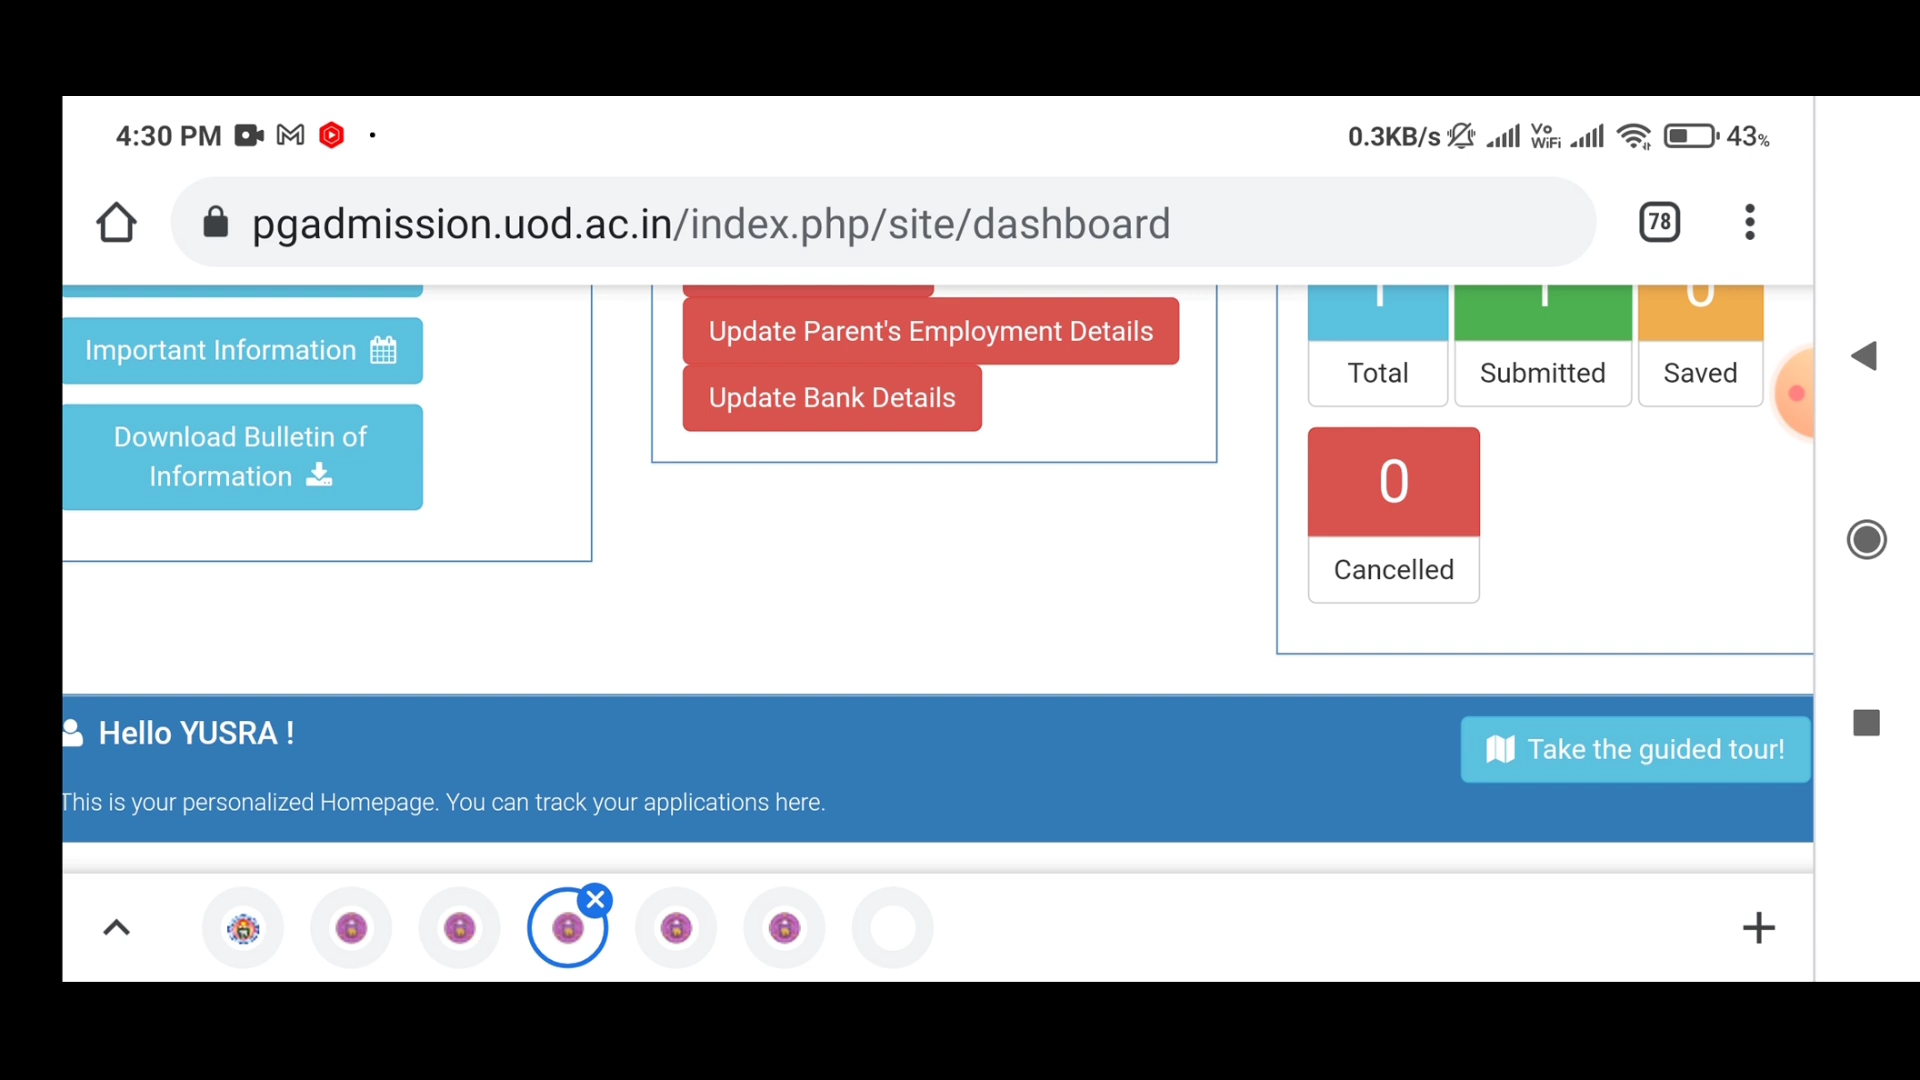 4:30 PM
0.3KB/s Vo WiFi 43%
pgadmission.uod.ac.in/index.php/site/dashboard
78
Important Information
Download Bulletin of
Information
Update Parent's Employment Details
Update Bank Details
Total
Submitted
Saved
0
Cancelled
Hello YUSRA !
This is your personalized Homepage. You can track your applications here.
Take the guided tour!